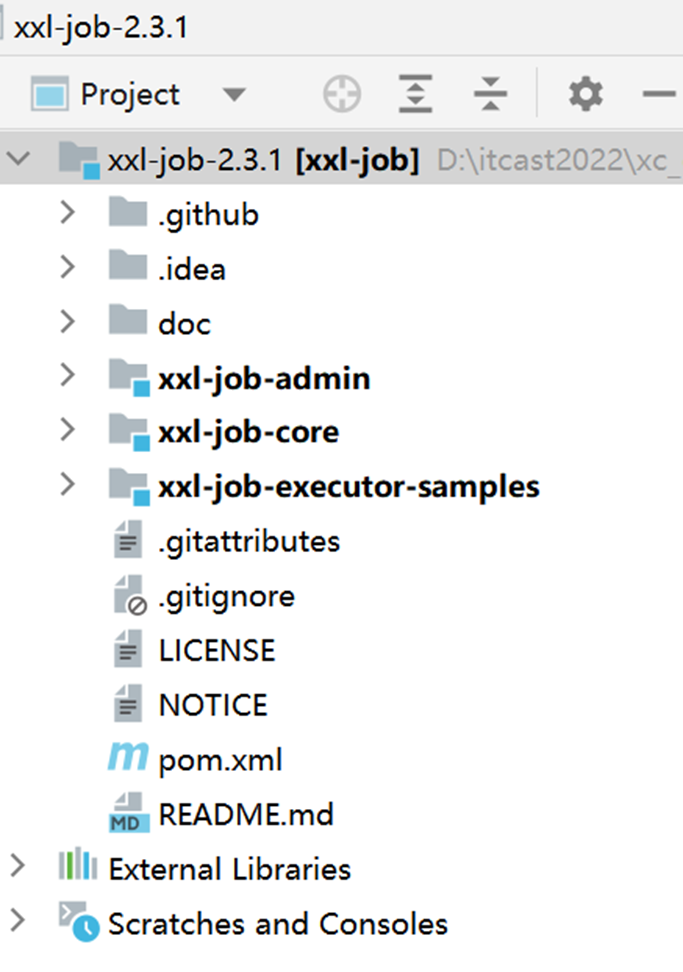 xxl-job-2.3.1
Project
xxl-job-2.3.1 [xxl-job] D:\itcast2022\xc_
.github
.idea
doc
xxl-job-admin
xxl-job-core
xxl-job-executor-samples
.gitattributes
.gitignore
LICENSE
NOTICE
m pom.xml
MD README.md
External Libraries
Scratches and Consoles